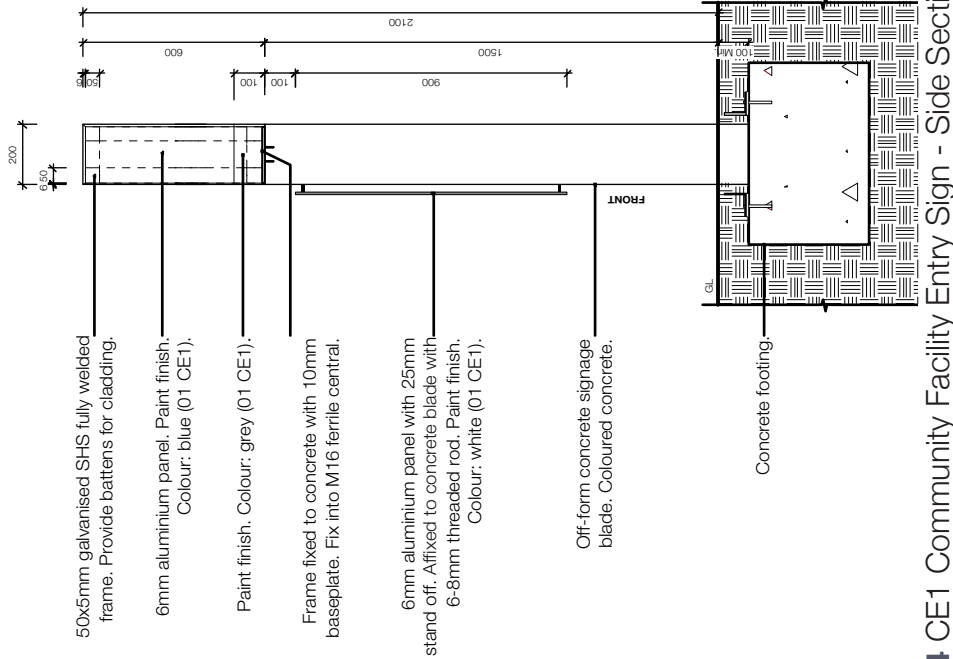 2100
600
1500
50
6
100
100
900
100 Min.
200
6
50
FRONT
GL
50x5mm galvanised SHS fully welded
frame. Provide battens for cladding.
6mm aluminium panel. Paint finish.
Colour: blue (01 CE1).
Paint finish. Colour: grey (01 CE1).
Frame fixed to concrete with 10mm
baseplate. Fix into M16 ferrile central.
6mm aluminium panel with 25mm
stand off. Affixed to concrete blade with
6-8mm threaded rod. Paint finish.
Colour: white (01 CE1).
Off-form concrete signage
blade. Coloured concrete.
Concrete footing.
CE1 Community Facility Entry Sign - Side Secti